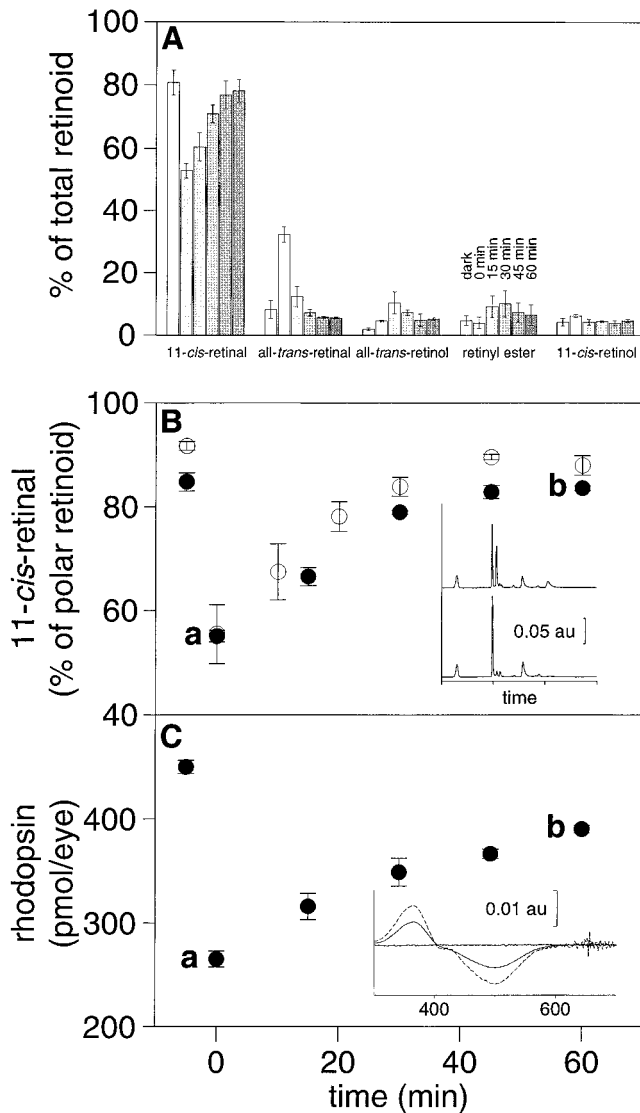 100
A
80
60
40
20
0
% of total retinoid
dark
0 min
15 min
30 min
45 min
60 min
11-cis-retinal
all-trans-retinal
all-trans-retinol
retinyl ester
11-cis-retinol
100
B
80
60
40
11-cis-retinal
(% of polar retinoid)
a
b
0.05 au
time
C
400
300
200
rhodopsin
(pmol/eye)
a
b
0.01 au
400
600
0
20
40
60
time (min)